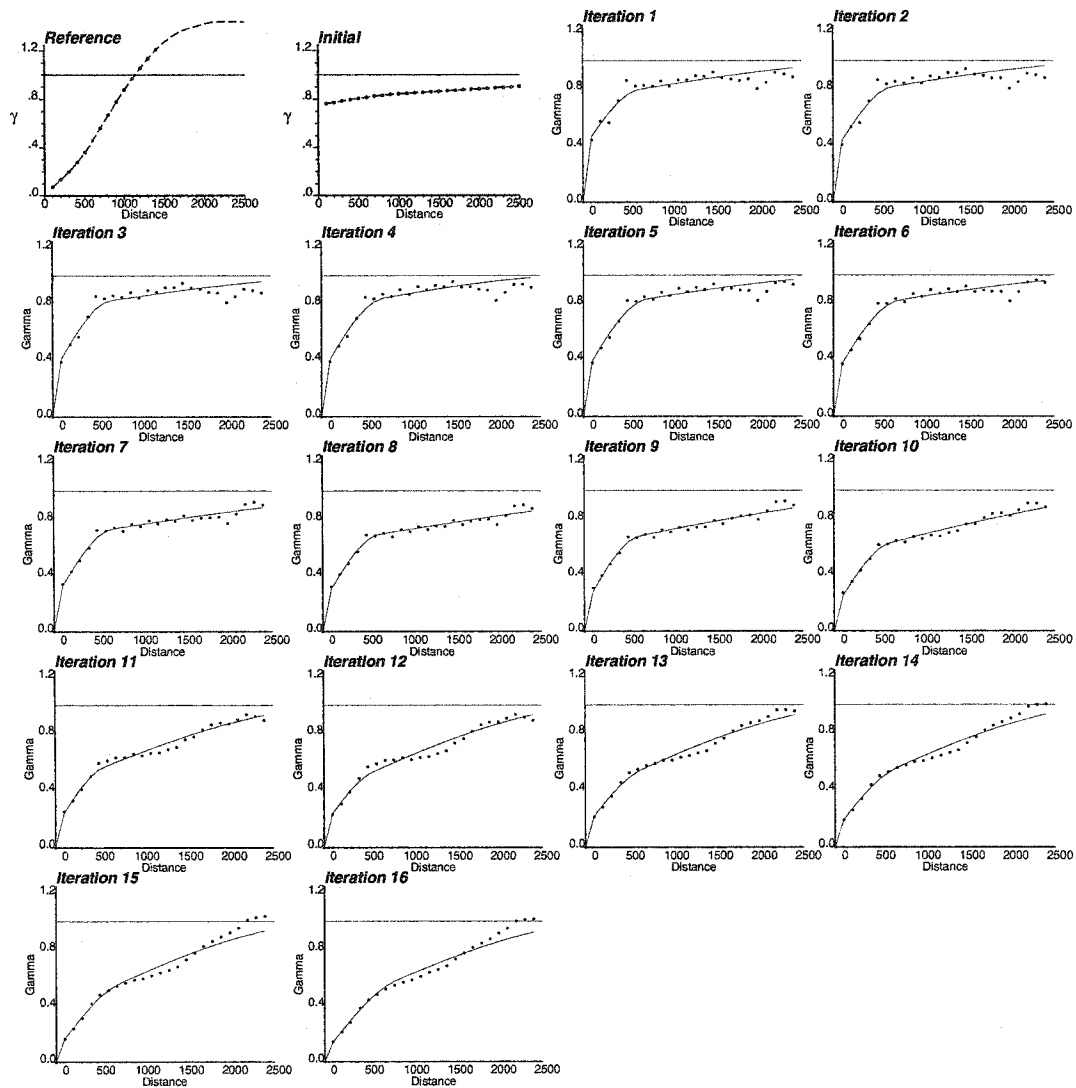 Reference
1.2
.8
.4
.0
γ
0 500 1000 1500 2000 2500
Distance
Initial
1.2
.8
.4
.0
γ
0 500 1000 1500 2000 2500
Distance
Iteration 1
1.2
0.8
0.4
0.0
Gamma
0 500 1000 1500 2000 2500
Distance
Iteration 2
1.2
0.8
0.4
0.0
Gamma
0 500 1000 1500 2000 2500
Distance
Iteration 3
1.2
0.8
0.4
0.0
Gamma
0 500 1000 1500 2000 2500
Distance
Iteration 4
1.2
0.8
0.4
0.0
Gamma
0 500 1000 1500 2000 2500
Distance
Iteration 5
1.2
0.8
0.4
0.0
Gamma
0 500 1000 1500 2000 2500
Distance
Iteration 6
1.2
0.8
0.4
0.0
Gamma
0 500 1000 1500 2000 2500
Distance
Iteration 7
1.2
0.8
0.4
0.0
Gamma
0 500 1000 1500 2000 2500
Distance
Iteration 8
1.2
0.8
0.4
0.0
Gamma
0 500 1000 1500 2000 2500
Distance
Iteration 9
1.2
0.8
0.4
0.0
Gamma
0 500 1000 1500 2000 2500
Distance
Iteration 10
1.2
0.8
0.4
0.0
Gamma
0 500 1000 1500 2000 2500
Distance
Iteration 11
1.2
0.8
0.4
0.0
Gamma
0 500 1000 1500 2000 2500
Distance
Iteration 12
1.2
0.8
0.4
0.0
Gamma
0 500 1000 1500 2000 2500
Distance
Iteration 13
1.2
0.8
0.4
0.0
Gamma
0 500 1000 1500 2000 2500
Distance
Iteration 14
1.2
0.8
0.4
0.0
Gamma
0 500 1000 1500 2000 2500
Distance
Iteration 15
1.2
0.8
0.4
0.0
Gamma
0 500 1000 1500 2000 2500
Distance
Iteration 16
1.2
0.8
0.4
0.0
Gamma
0 500 1000 1500 2000 2500
Distance